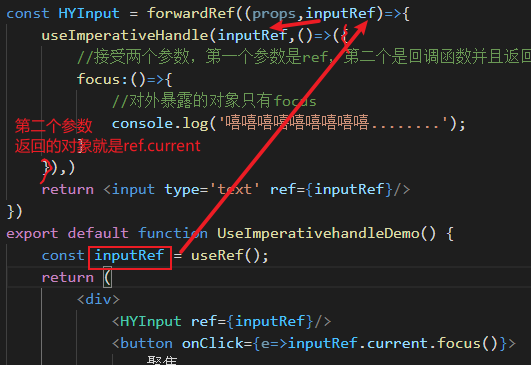 const HYInput = forwardRef((props,inputRef)=>{
useImperativeHandle(inputRef,()=>({
//接受两个参数，第一个参数是ref，第二个是回调函数并且返回
focus:()=>{
//对外暴露的对象只有focus
console.log('嘻嘻嘻嘻嘻嘻嘻嘻嘻........');
}
第二个参数
返回的对象就是ref.current
}),)
return <input type='text' ref={inputRef}/>
})
export default function UseImperativehandleDemo() {
const inputRef = useRef();
return (
<div>
<HYInput ref={inputRef}/>
<button onClick={e=>inputRef.current.focus()}>
聚焦